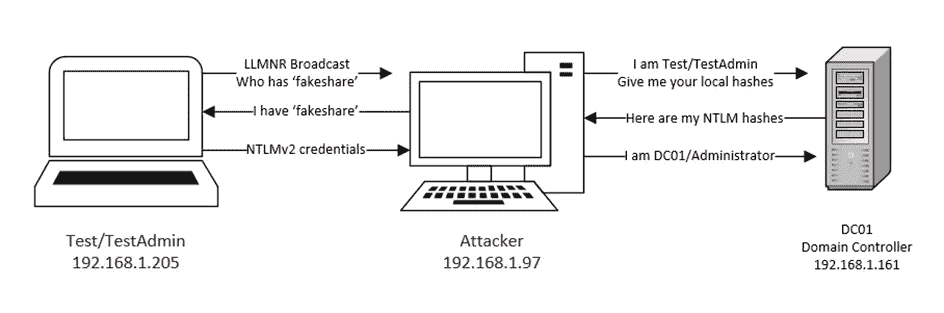 LLMNR Broadcast
Who has ‘fakeshare’
I have ‘fakeshare’
NTLMv2 credentials
I am Test/TestAdmin
Give me your local hashes
Here are my NTLM hashes
I am DC01/Administrator
Test/TestAdmin
192.168.1.205
Attacker
192.168.1.97
DC01
Domain Controller
192.168.1.161